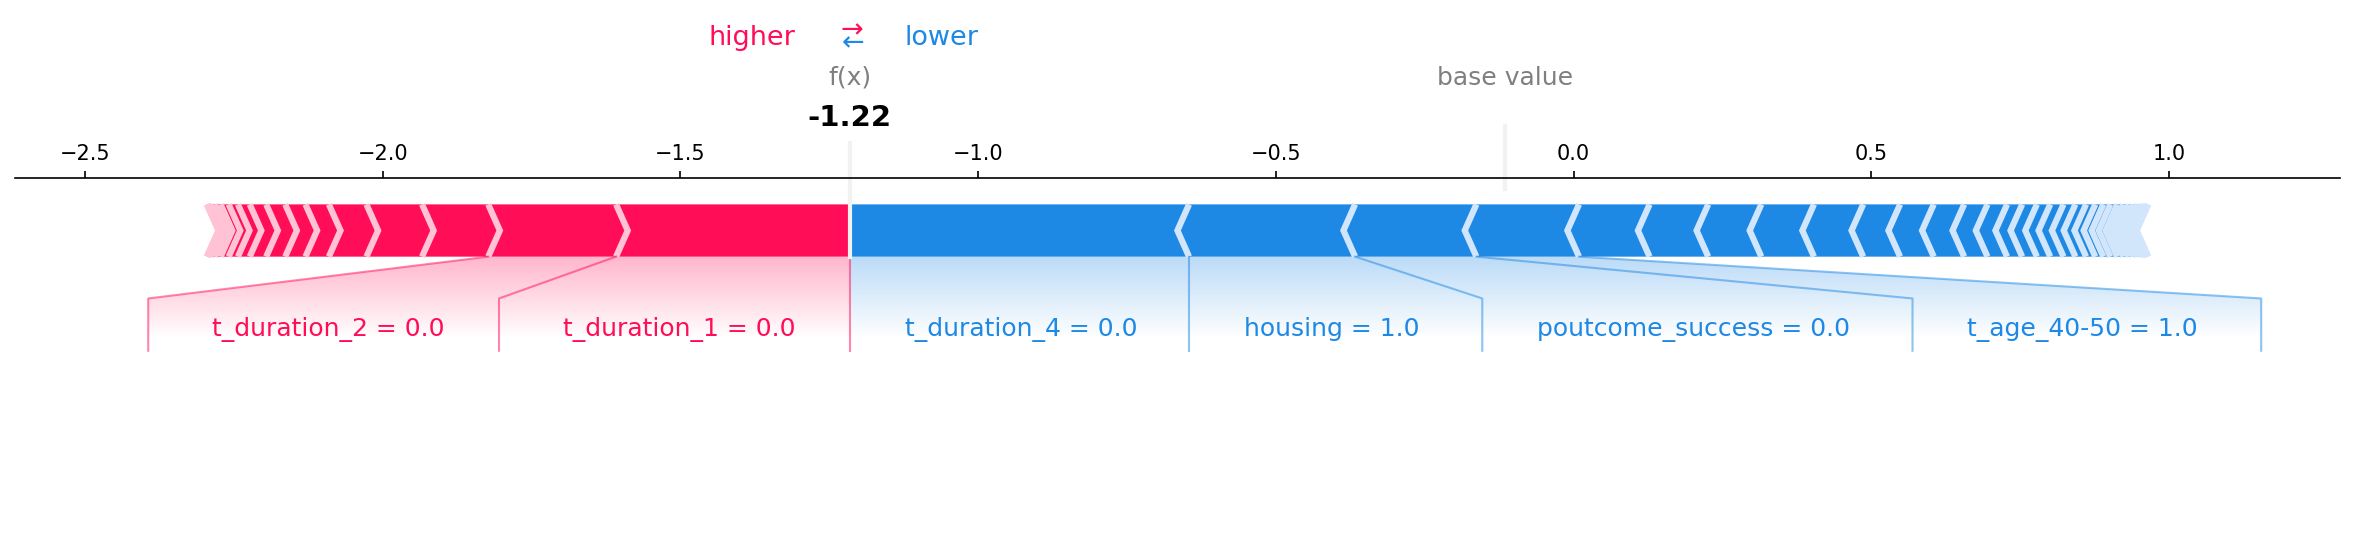 higher ⇄ lower
f(x)
base value
-1.22
−2.5 −2.0 −1.5 −1.0 −0.5 0.0 0.5 1.0
t_duration_2 = 0.0 t_duration_1 = 0.0 t_duration_4 = 0.0 housing = 1.0 poutcome_success = 0.0 t_age_40-50 = 1.0